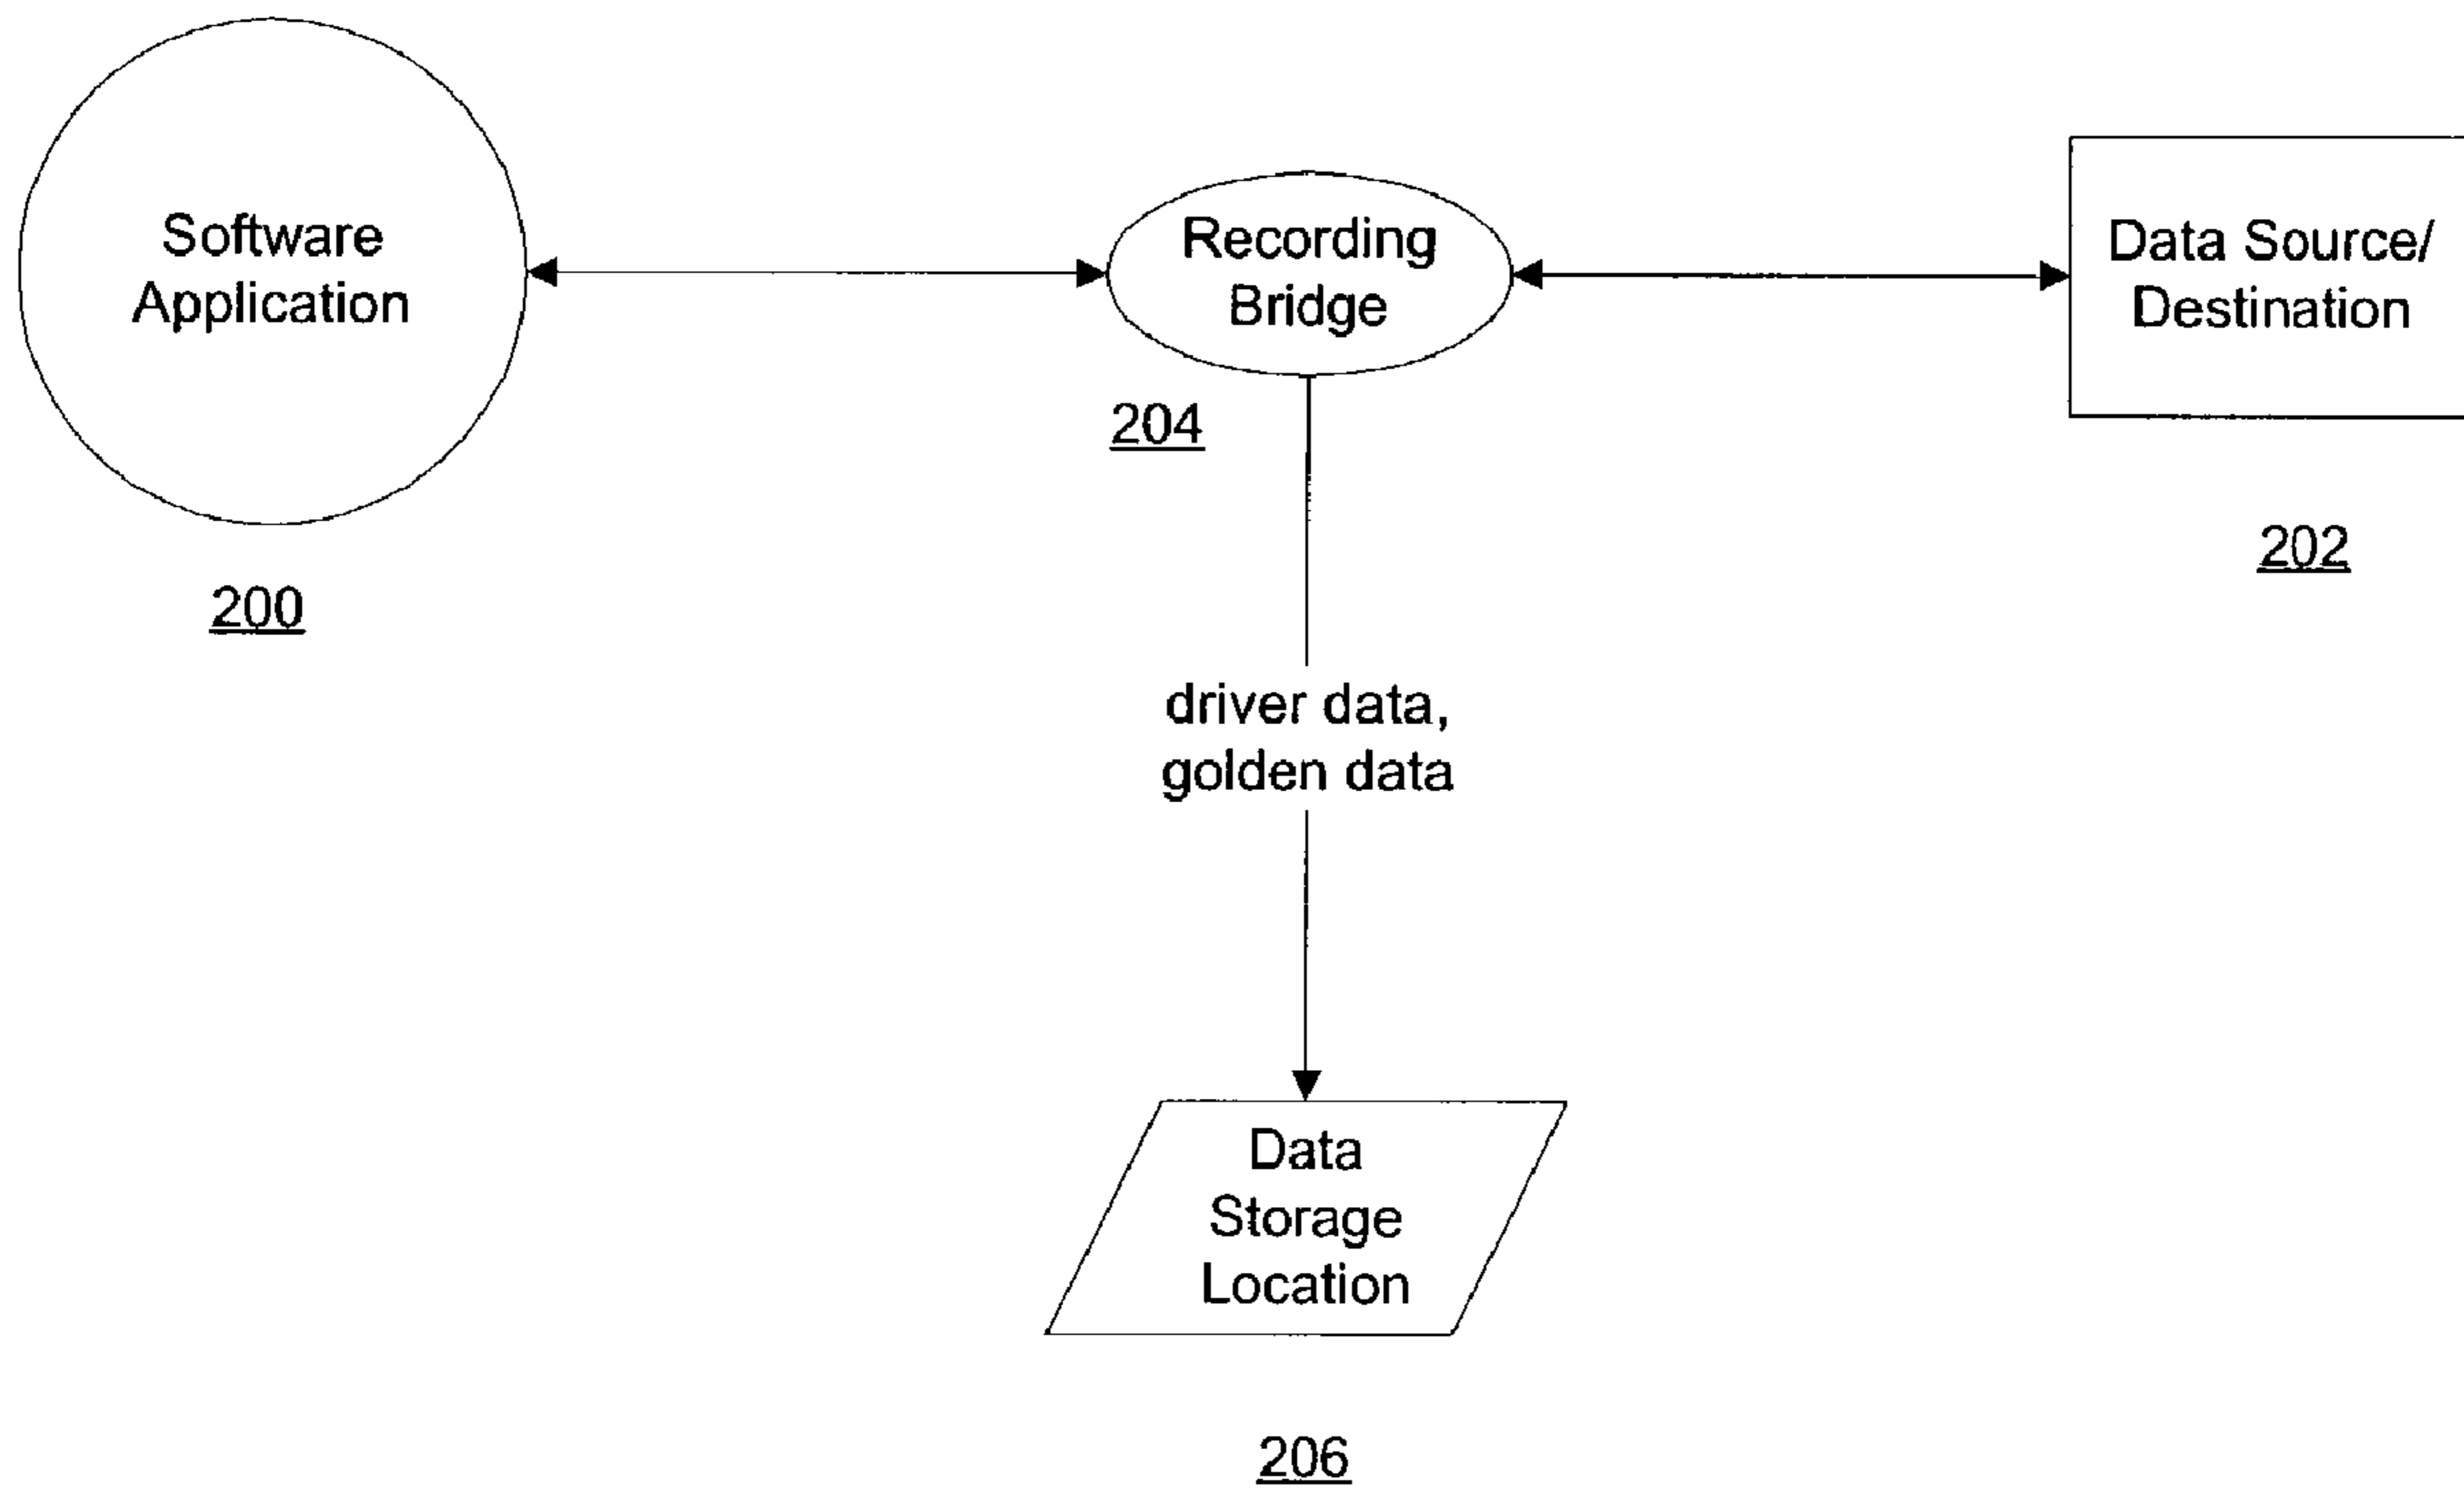 Software
Application
200
Recording
Bridge
204
Data Source/
Destination
202
driver data,
golden data
Data
Storage
Location
206